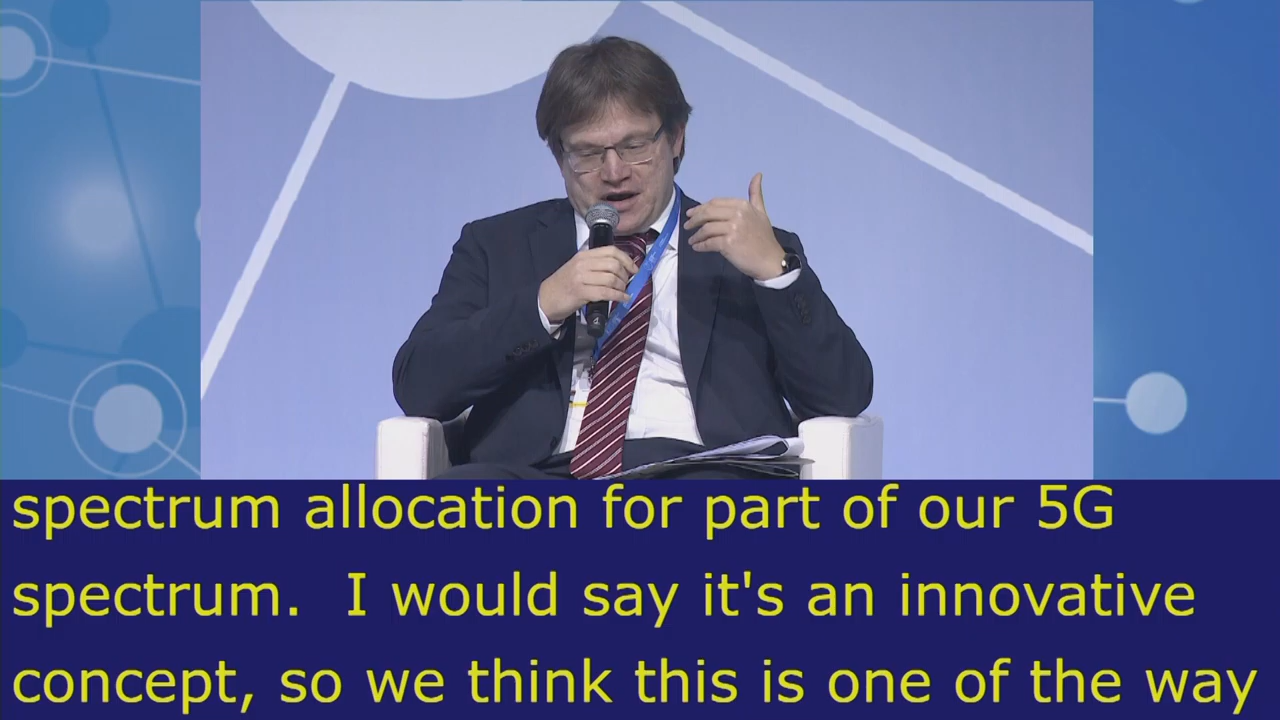 spectrum allocation for part of our 5G
spectrum.  I would say it's an innovative
concept, so we think this is one of the way